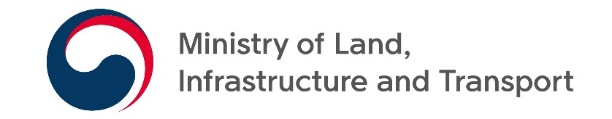 Ministry of Land,
Infrastructure and Transport